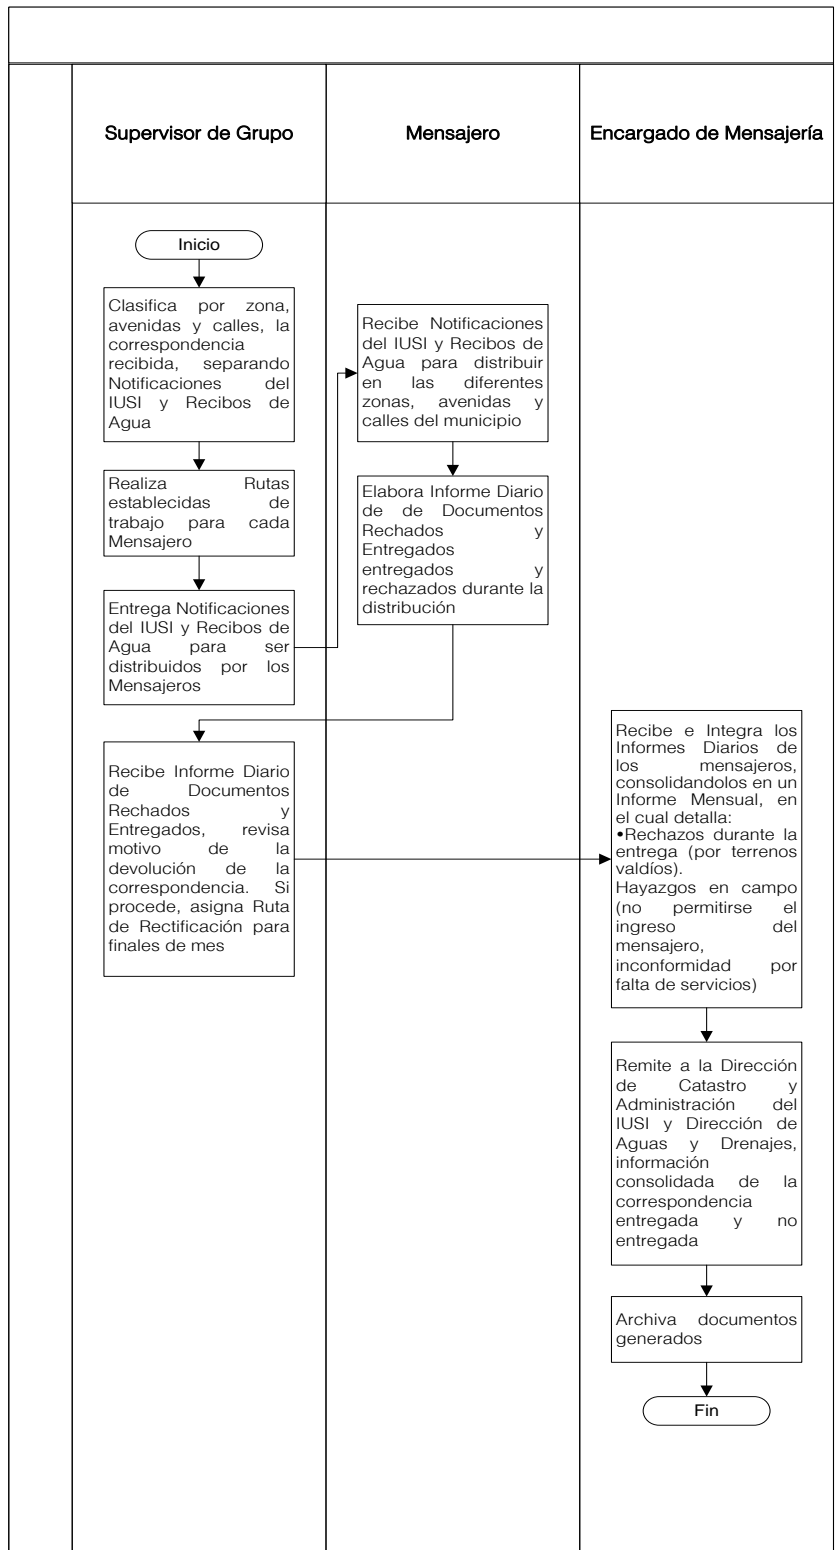 Supervisor de Grupo
Mensajero
Encargado de Mensajería
Inicio
Clasifica por zona,
avenidas y calles, la
correspondencia
recibida, separando
Notificaciones del
IUSI y Recibos de
Agua
Realiza Rutas
establecidas de
trabajo para cada
Mensajero
Entrega Notificaciones
del IUSI y Recibos de
Agua para ser
distribuidos por los
Mensajeros
Recibe Notificaciones
del IUSI y Recibos de
Agua para distribuir
en las diferentes
zonas, avenidas y
calles del municipio
Elabora Informe Diario
de de Documentos
Rechados y
Entregados
entregados y
rechazados durante la
distribución
Recibe Informe Diario
de Documentos
Rechados y
Entregados, revisa
motivo de la
devolución de la
correspondencia. Si
procede, asigna Ruta
de Rectificación para
finales de mes
Recibe e Integra los
Informes Diarios de
los mensajeros,
consolidandolos en un
Informe Mensual, en
el cual detalla:
•Rechazos durante la
entrega (por terrenos
valdíos).
Hayazgos en campo
(no permitirse el
ingreso del
mensajero,
inconformidad por
falta de servicios)
Remite a la Dirección
de Catastro y
Administración del
IUSI y Dirección de
Aguas y Drenajes,
información
consolidada de la
correspondencia
entregada y no
entregada
Archiva documentos
generados
Fin